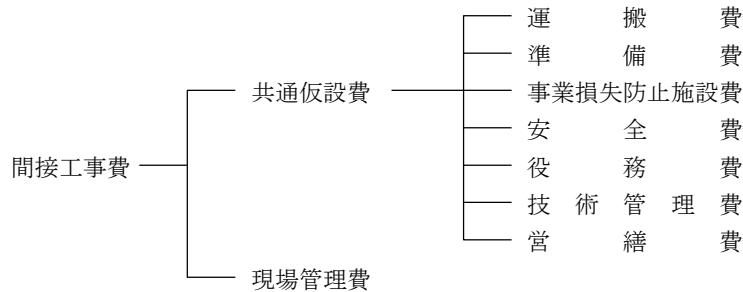 運搬費
準備費
共通仮設費 事業損失防止施設費
安全費
間接工事費 役務費
技術管理費
営繕費
現場管理費